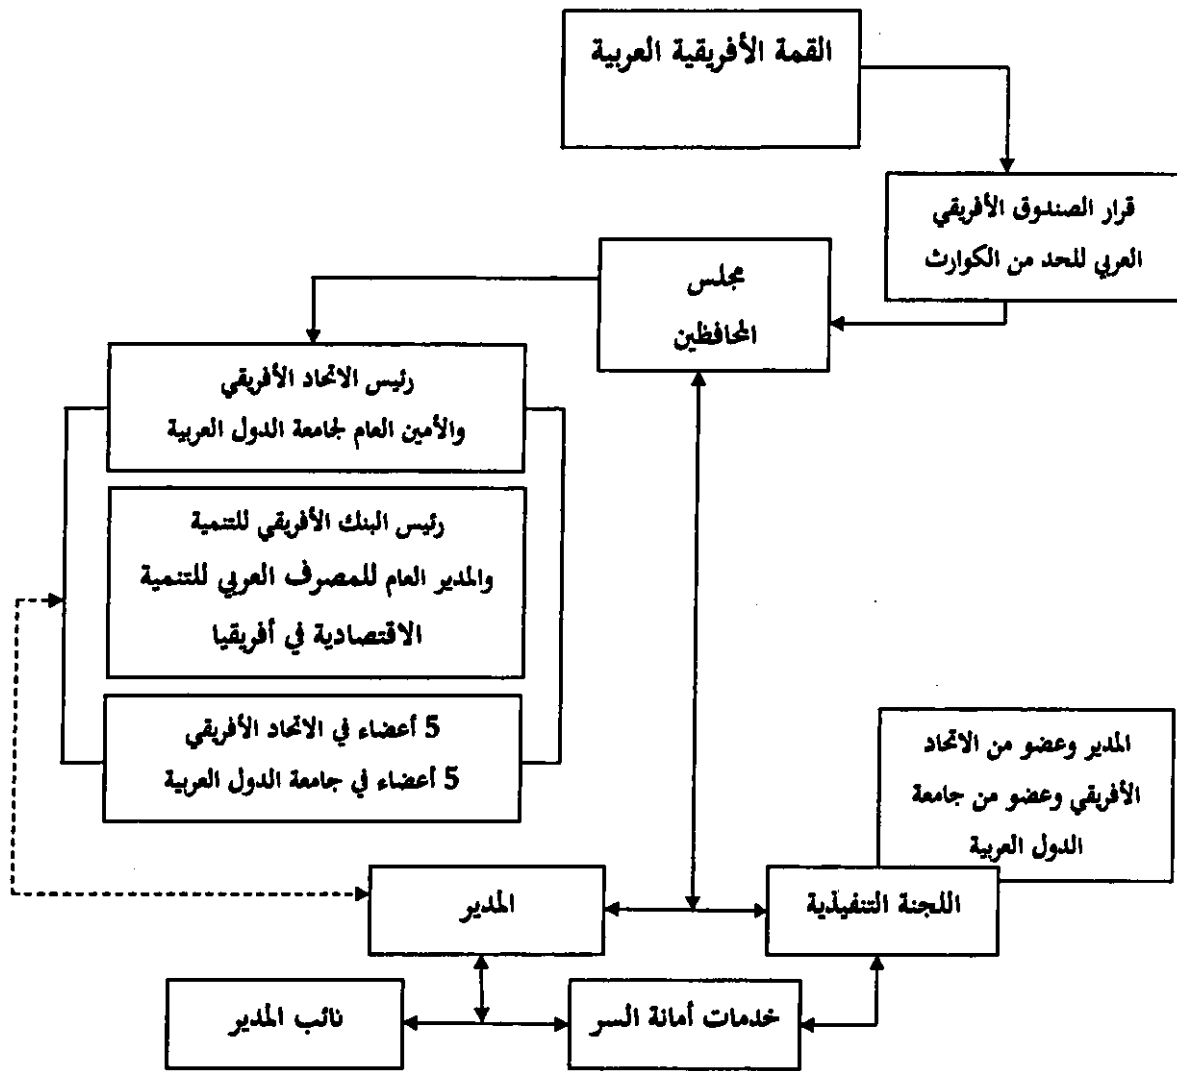 القمة الأفريقية العربية
قرار الصندوق الأفريقي
العربي للحد من الكوارث
مجلس
المحافظين
رئيس الاتحاد الأفريقي
والأمين العام لجامعة الدول العربية
رئيس البنك الأفريقي للتنمية
والمدير العام للمصرف العربي للتنمية
الاقتصادية في أفريقيا
5 أعضاء في الاتحاد الأفريقي
5 أعضاء في جامعة الدول العربية
المدير وعضو من الاتحاد
الأفريقي وعضو من جامعة
الدول العربية
اللجنة التنفيذية
المدير
خدمات أمانة السر
نائب المدير